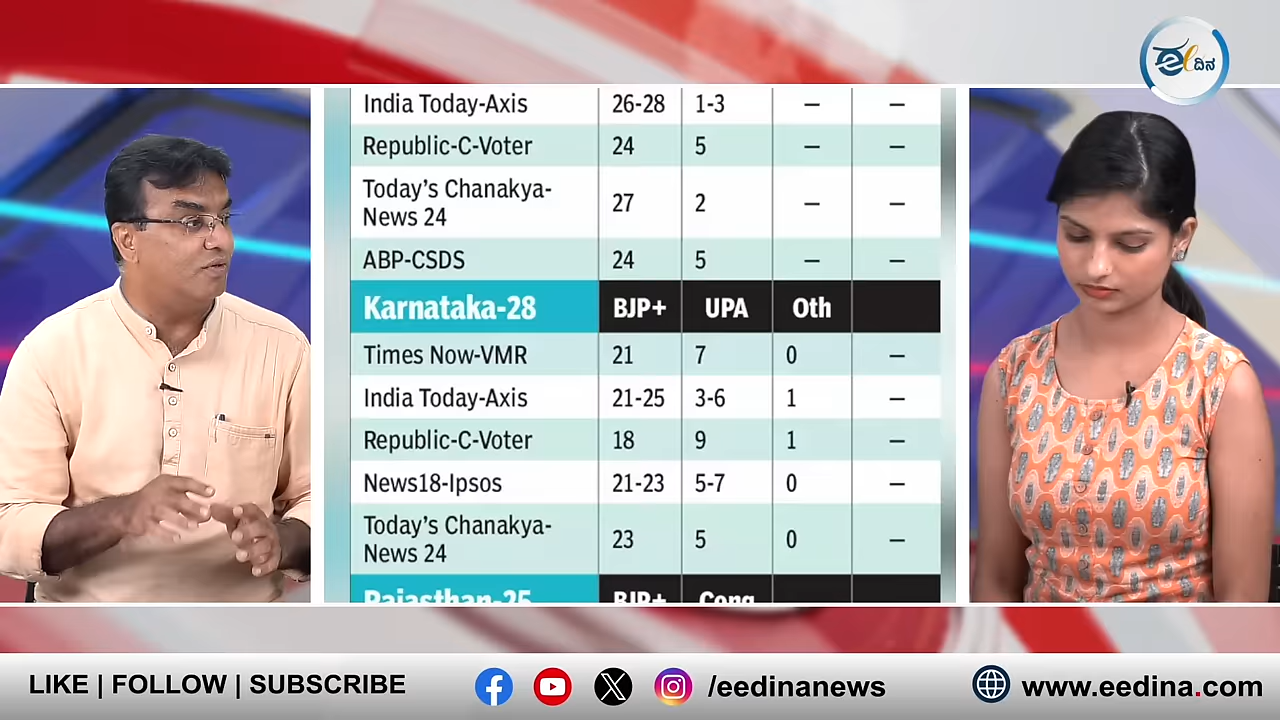 eದಿನ
India Today-Axis 26-28 1-3 — —
Republic-C-Voter 24 5 — —
Today's Chanakya-
News 24 27 2 — —
ABP-CSDS 24 5 — —
Karnataka-28 BJP+ UPA Oth
Times Now-VMR 21 7 0 —
India Today-Axis 21-25 3-6 1 —
Republic-C-Voter 18 9 1 —
News18-Ipsos 21-23 5-7 0 —
Today's Chanakya-
News 24 23 5 0 —
Rajasthan-25 BJP+ Cong
LIKE | FOLLOW | SUBSCRIBE /eedinanews www.eedina.com